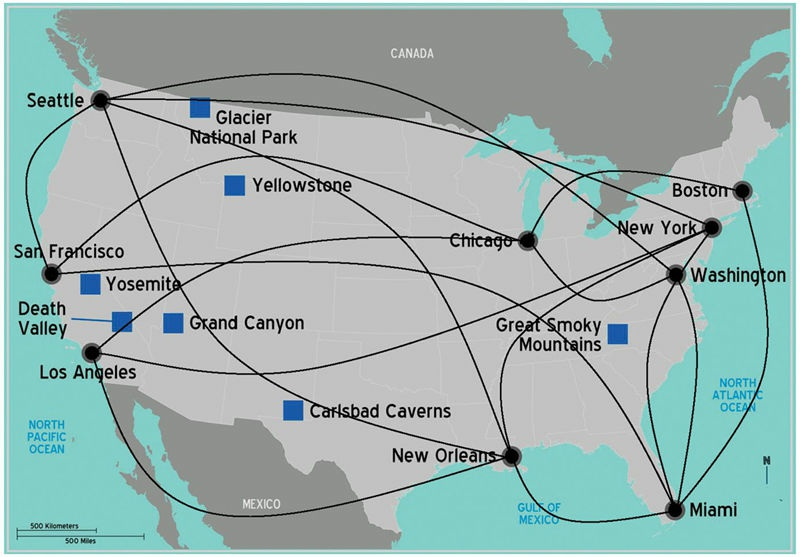 CANADA
Seattle
Glacier
National Park
Yellowstone
Boston
New York
Chicago
San Francisco
Yosemite
Washington
Death
Valley
Grand Canyon
Great Smoky
Mountains
Los Angeles
NORTH
ATLANTIC
OCEAN
Carlsbad Caverns
NORTH
PACIFIC
OCEAN
New Orleans
N
MEXICO
GULF OF
MEXICO
Miami
500 Kilometers
500 Miles